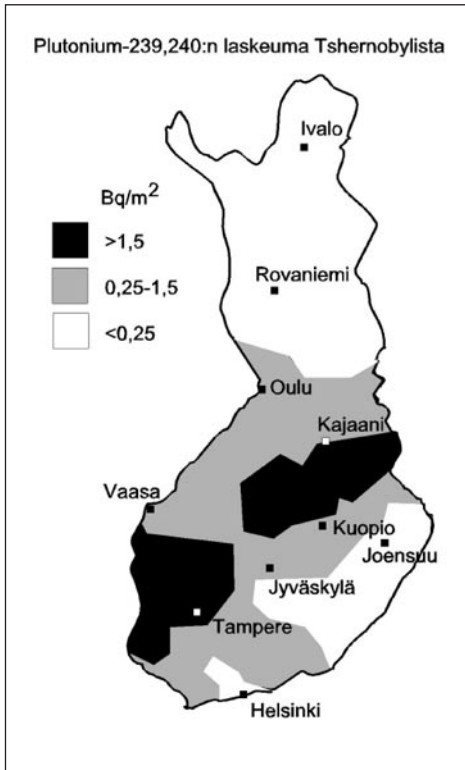 Plutonium-239,240:n laskeuma Tshernobylista
Ivalo
Bq/m²
>1,5
0,25-1,5
<0,25
Rovaniemi
Oulu
Kajaani
Vaasa
Kuopio
Joensuu
Jyväskylä
Tampere
Helsinki